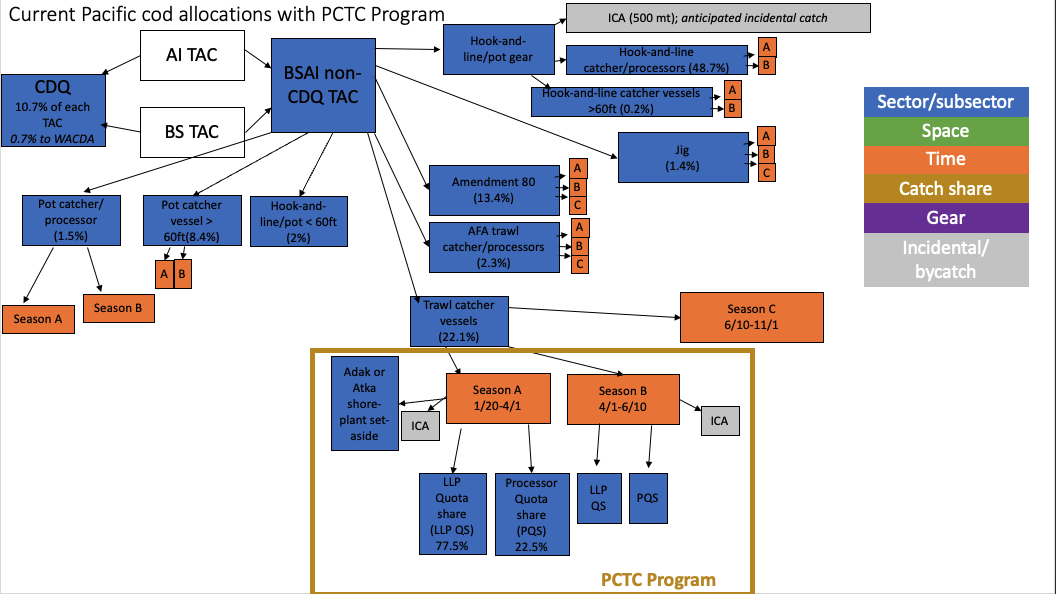 Current Pacific cod allocations with PCTC Program
ICA (500 mt); anticipated incidental catch
AI TAC
BS TAC
CDQ
10.7% of each
TAC
0.7% to WACDA
BSAI non-
CDQ TAC
Hook-and-
line/pot gear
Hook-and-line
catcher/processors (48.7%)
A
B
Hook-and-line catcher vessels
>60ft (0.2%)
A
B
Jig
(1.4%)
A
B
C
Sector/subsector
Space
Time
Catch share
Gear
Incidental/
bycatch
Pot catcher/
processor
(1.5%)
Pot catcher
vessel >
60ft(8.4%)
Hook-and-
line/pot < 60ft
(2%)
Amendment 80
(13.4%)
A
B
C
AFA trawl
catcher/processors
(2.3%)
A
B
C
A
B
Season A
Season B
Trawl catcher
vessels
(22.1%)
Season C
6/10-11/1
Adak or
Atka
shore-
plant set-
aside
ICA
Season A
1/20-4/1
Season B
4/1-6/10
ICA
LLP
Quota
share
(LLP QS)
77.5%
Processor
Quota
share
(PQS)
22.5%
LLP
QS
PQS
PCTC Program